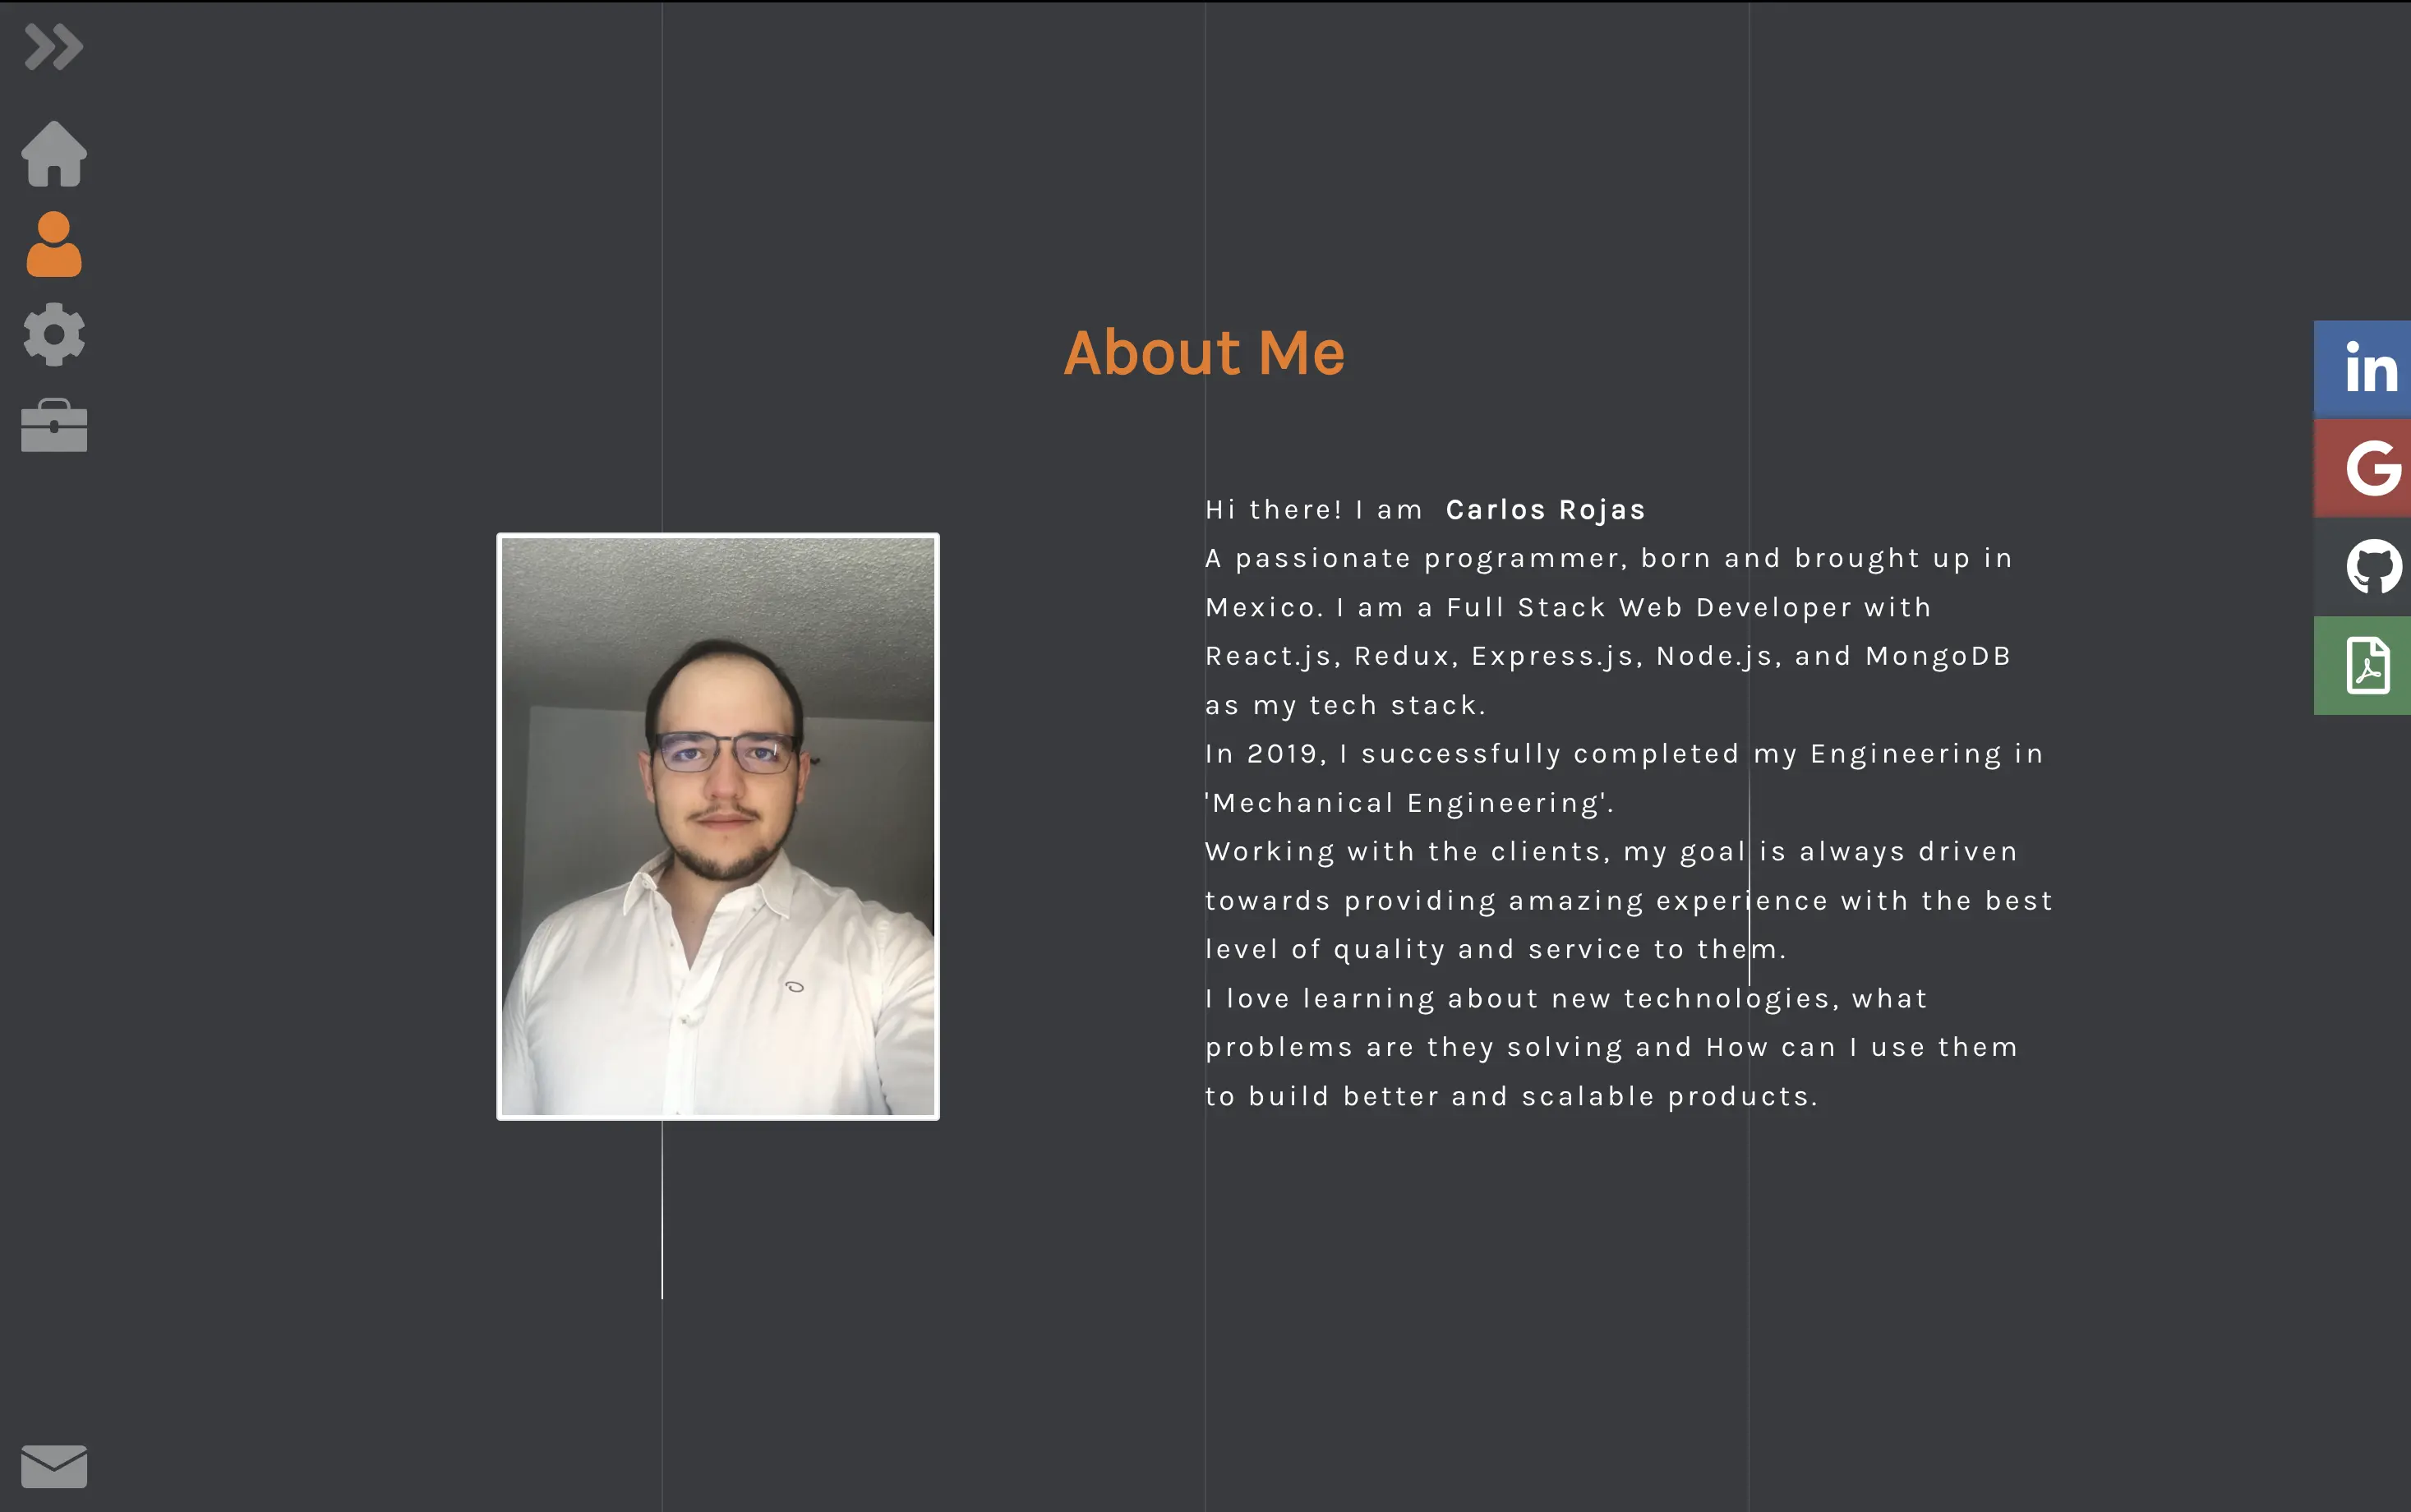 About Me
in
G
Hi there! I am Carlos Rojas
A passionate programmer, born and brought up in
Mexico. I am a Full Stack Web Developer with
React.js, Redux, Express.js, Node.js, and MongoDB
as my tech stack.
In 2019, I successfully completed my Engineering in
'Mechanical Engineering'.
Working with the clients, my goal is always driven
towards providing amazing experience with the best
level of quality and service to them.
I love learning about new technologies, what
problems are they solving and How can I use them
to build better and scalable products.